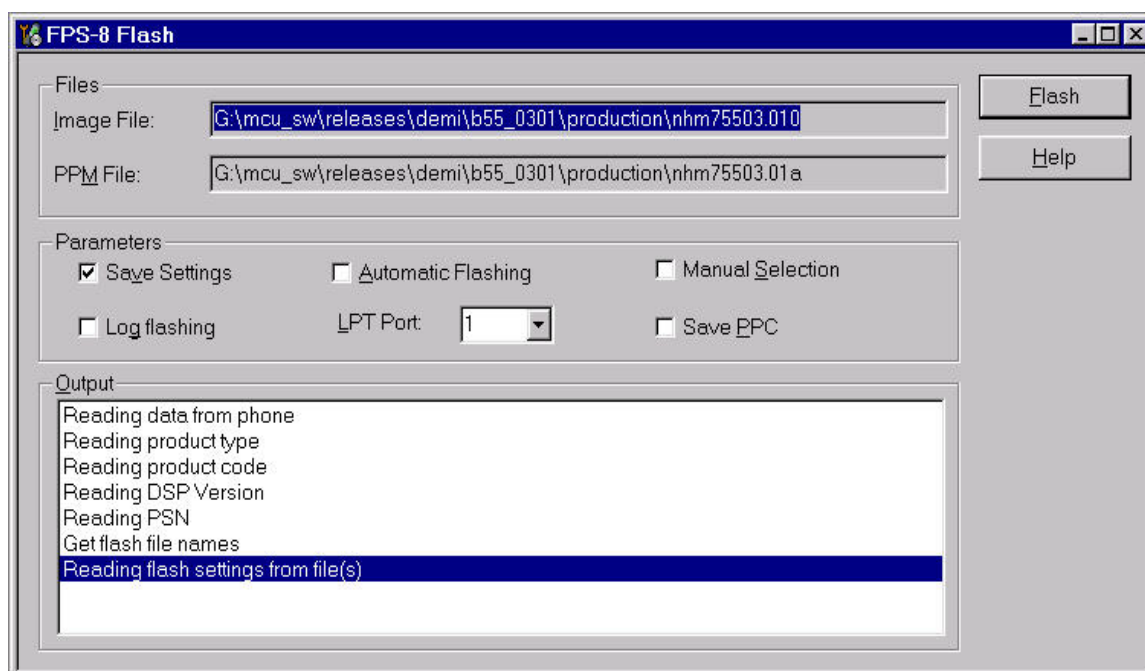 FPS-8 Flash
Files
Image File: G:\mcu_sw\releases\demi\b55_0301\production\nhm75503.010
PPM File: G:\mcu_sw\releases\demi\b55_0301\production\nhm75503.01a
Flash
Help
Parameters
Save Settings Automatic Flashing Manual Selection
Log flashing LPT Port: 1 Save PPC
Output
Reading data from phone
Reading product type
Reading product code
Reading DSP Version
Reading PSN
Get flash file names
Reading flash settings from file(s)